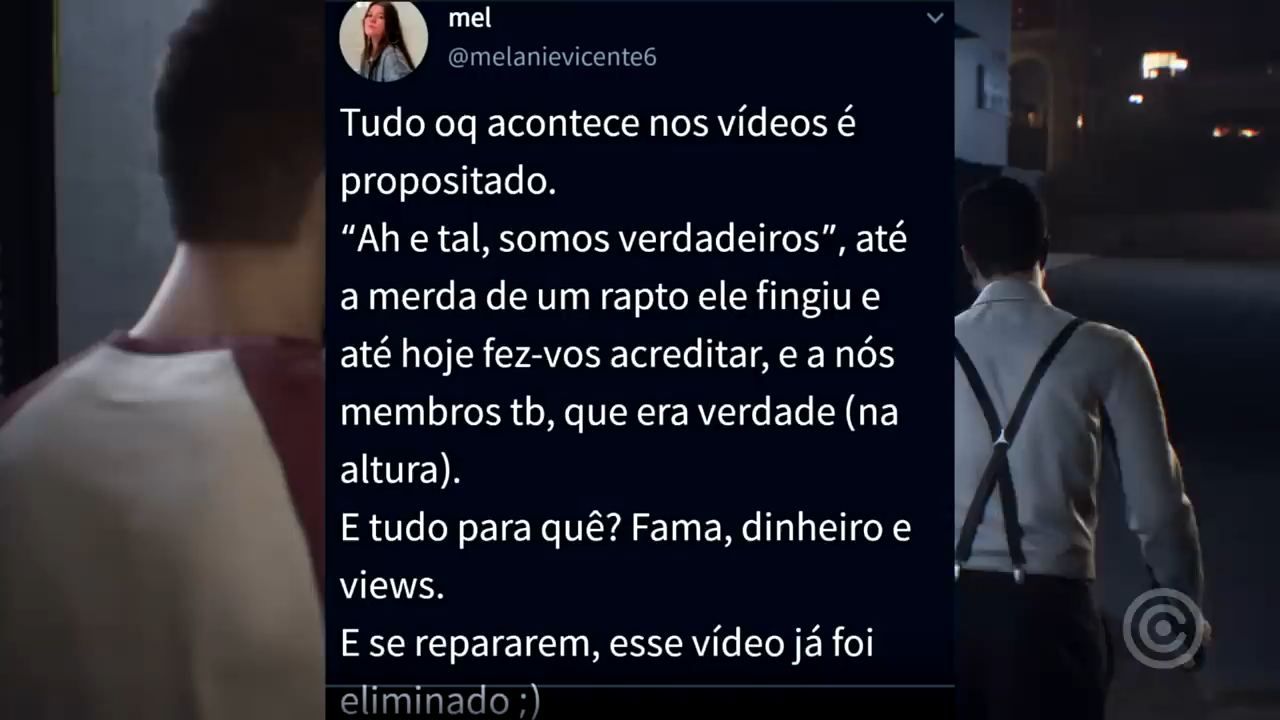 mel
@melanievicente6
Tudo oq acontece nos vídeos é
propositado.
“Ah e tal, somos verdadeiros”, até
a merda de um rapto ele fingiu e
até hoje fez-vos acreditar, e a nós
membros tb, que era verdade (na
altura).
E tudo para quê? Fama, dinheiro e
views.
E se repararem, esse vídeo já foi
eliminado ;)